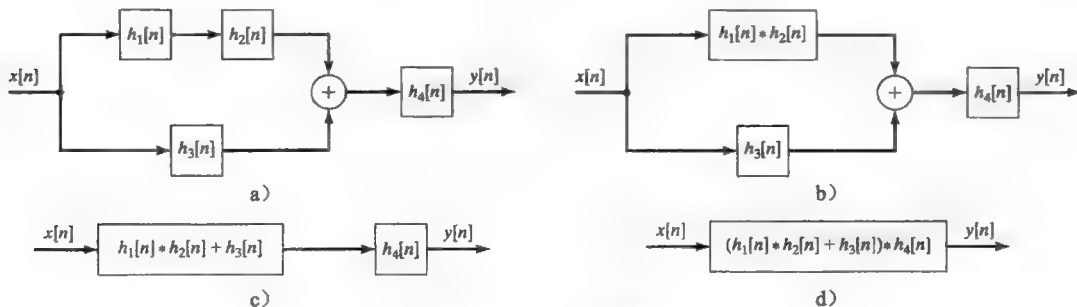 h₁[n]
h₂[n]
x[n]
+
h₄[n]
y[n]
h₃[n]
a)
h₁[n] * h₂[n]
x[n]
+
h₄[n]
y[n]
h₃[n]
b)
x[n]
h₁[n] * h₂[n] + h₃[n]
h₄[n]
y[n]
c)
x[n]
(h₁[n] * h₂[n] + h₃[n]) * h₄[n]
y[n]
d)